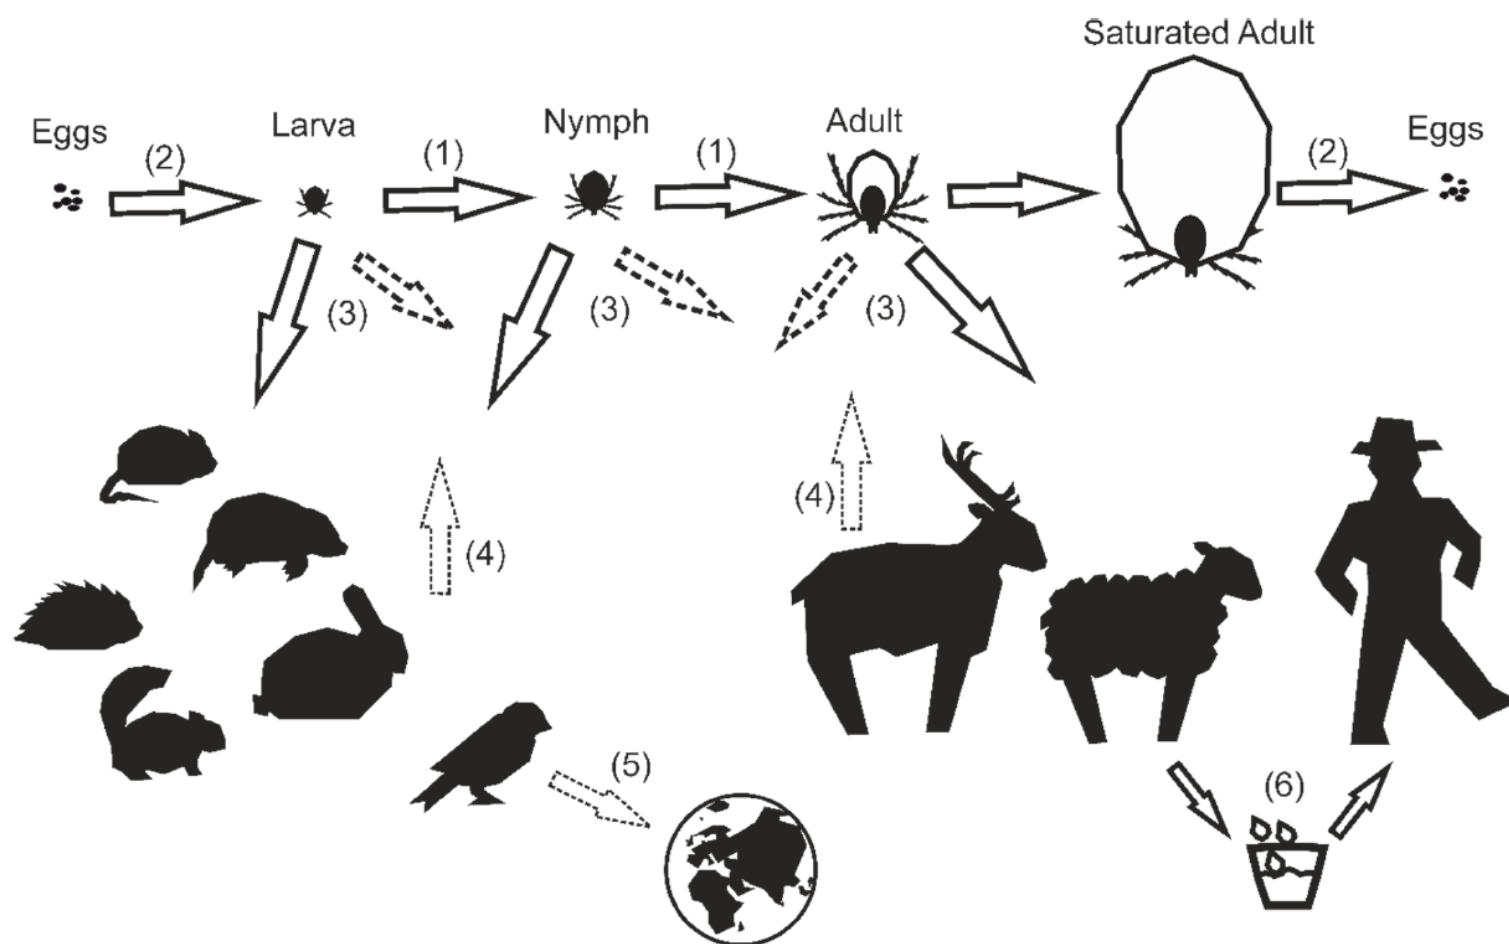 Saturated Adult
Eggs
Larva
Nymph
Adult
Eggs
(2)
(1)
(1)
(2)
(3)
(3)
(3)
(4)
(4)
(5)
(6)